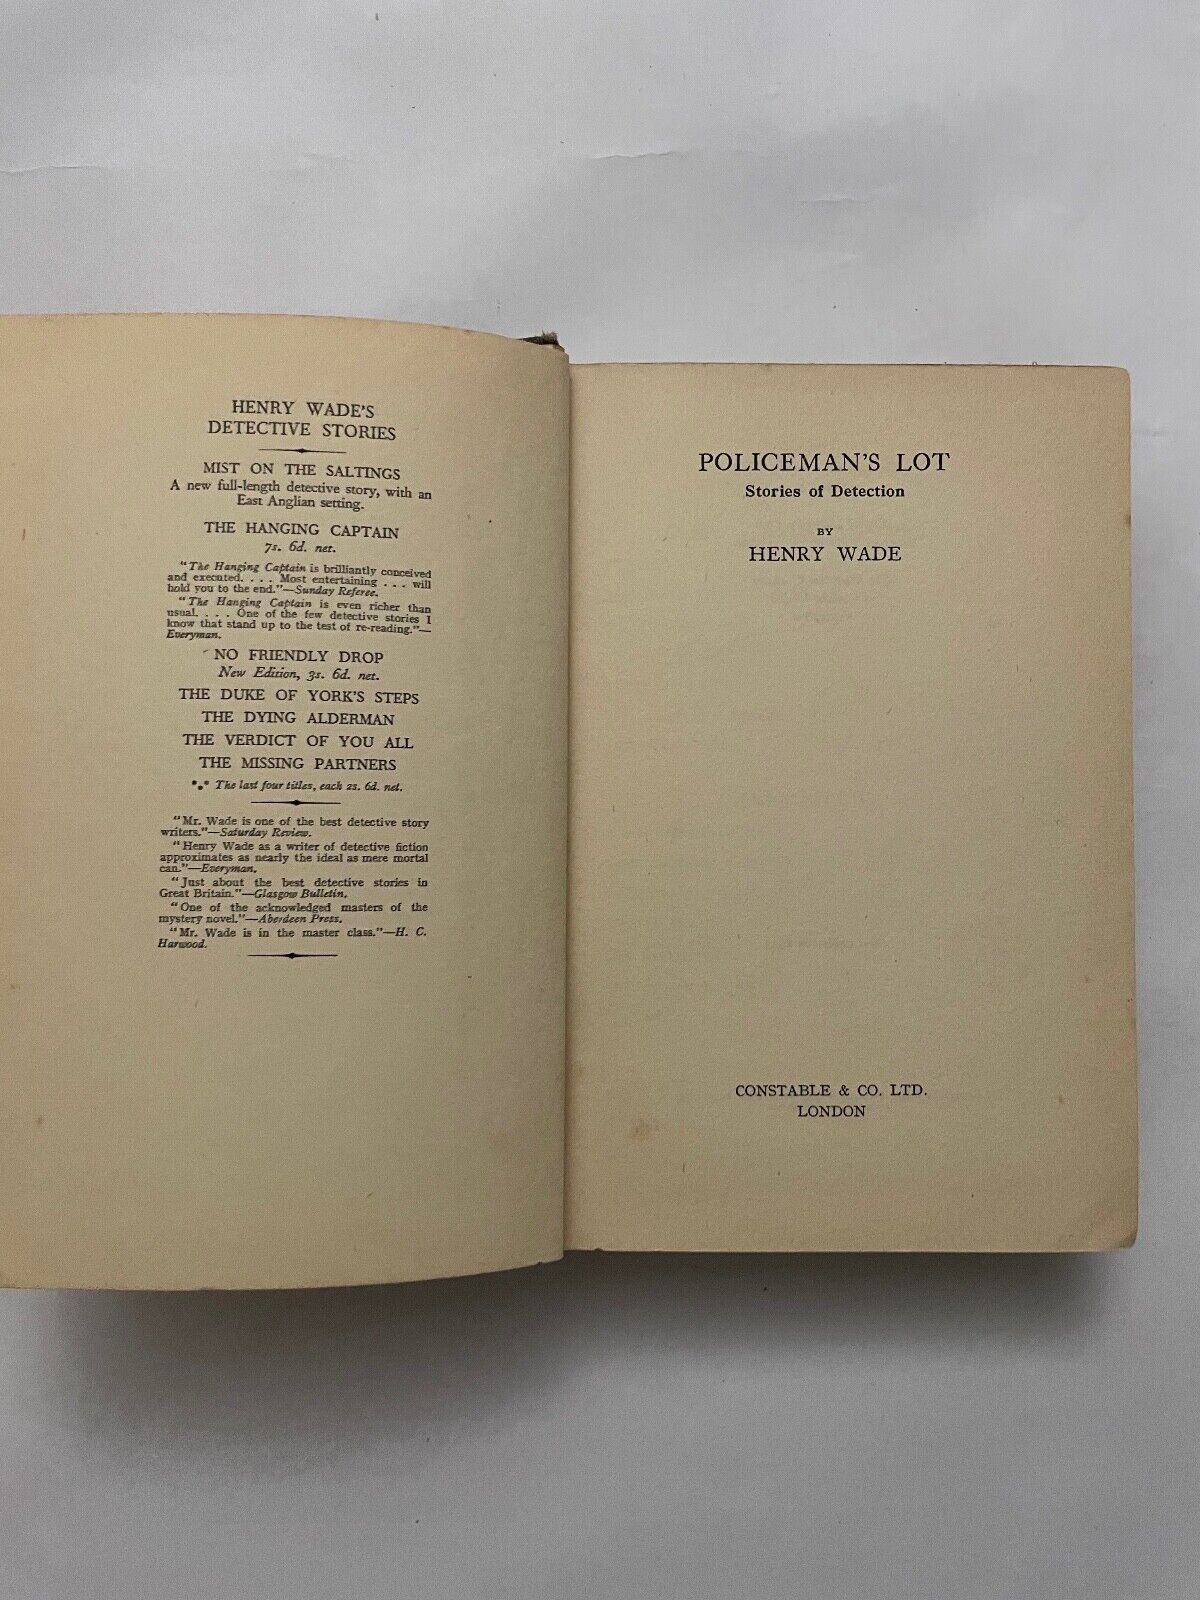 HENRY WADE'S
DETECTIVE STORIES
MIST ON THE SALTINGS
A new full-length detective story, with an
East Anglian setting.
THE HANGING CAPTAIN
7s. 6d. net.
"The Hanging Captain is brilliantly conceived
and executed. . . . Most entertaining . . . will
hold you to the end."—Sunday Referee.
"The Hanging Captain is even richer than
usual. . . . One of the few detective stories I
know that stand up to the test of re-reading."—
Everyman.
NO FRIENDLY DROP
New Edition, 3s. 6d. net.
THE DUKE OF YORK'S STEPS
THE DYING ALDERMAN
THE VERDICT OF YOU ALL
THE MISSING PARTNERS
*.* The last four titles, each 2s. 6d. net.
"Mr. Wade is one of the best detective story
writers."—Saturday Review.
"Henry Wade as a writer of detective fiction
approximates as nearly the ideal as mere mortal
can."—Everyman.
"Just about the best detective stories in
Great Britain."—Glasgow Bulletin.
"One of the acknowledged masters of the
mystery novel."—Aberdeen Press.
"Mr. Wade is in the master class."—H. C.
Harwood.
POLICEMAN'S LOT
Stories of Detection
BY
HENRY WADE
CONSTABLE & CO. LTD.
LONDON